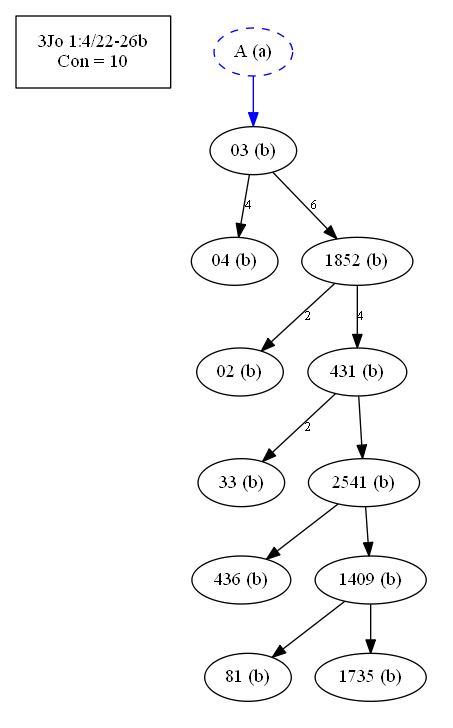 3Jo 1:4/22-26b
Con = 10
A (a)
03 (b)
4
6
04 (b)
1852 (b)
2
4
02 (b)
431 (b)
2
33 (b)
2541 (b)
436 (b)
1409 (b)
81 (b)
1735 (b)